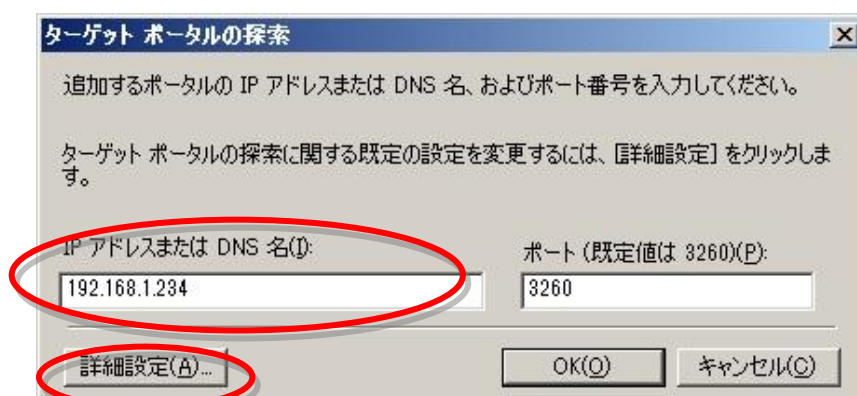 ターゲット ポータルの探索
追加するポータルの IP アドレスまたは DNS 名、およびポート番号を入力してください。
ターゲット ポータルの探索に関する既定の設定を変更するには、[詳細設定] をクリックしま
す。
IP アドレスまたは DNS 名(I):
ポート (既定値は 3260)(P):
192.168.1.234
3260
詳細設定(A)...
OK(O)
キャンセル(C)